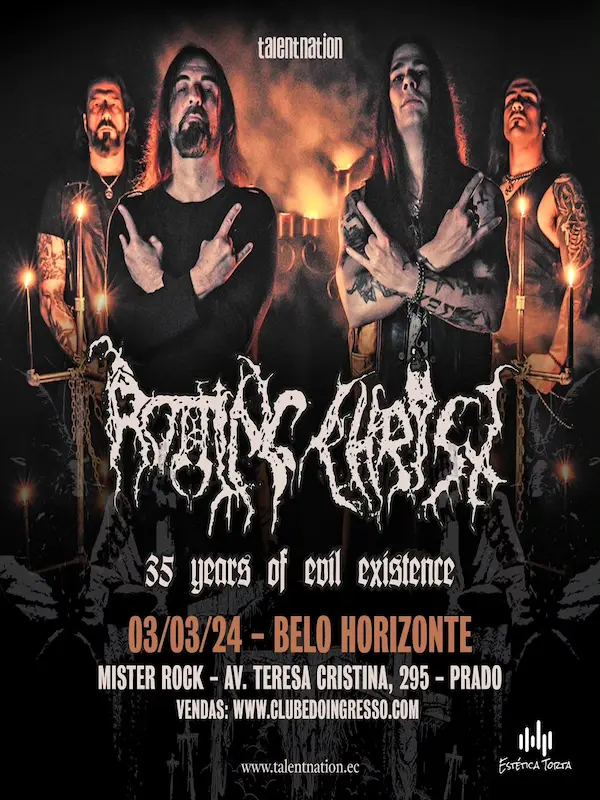 talentnation
ROTTING CHRIST
35 years of evil existence
03/03/24 - BELO HORIZONTE
MISTER ROCK - AV. TERESA CRISTINA, 295 - PRADO
VENDAS: WWW.CLUBEDOINGRESSO.COM
www.talentnation.ec
ESTÉTICA TORTA